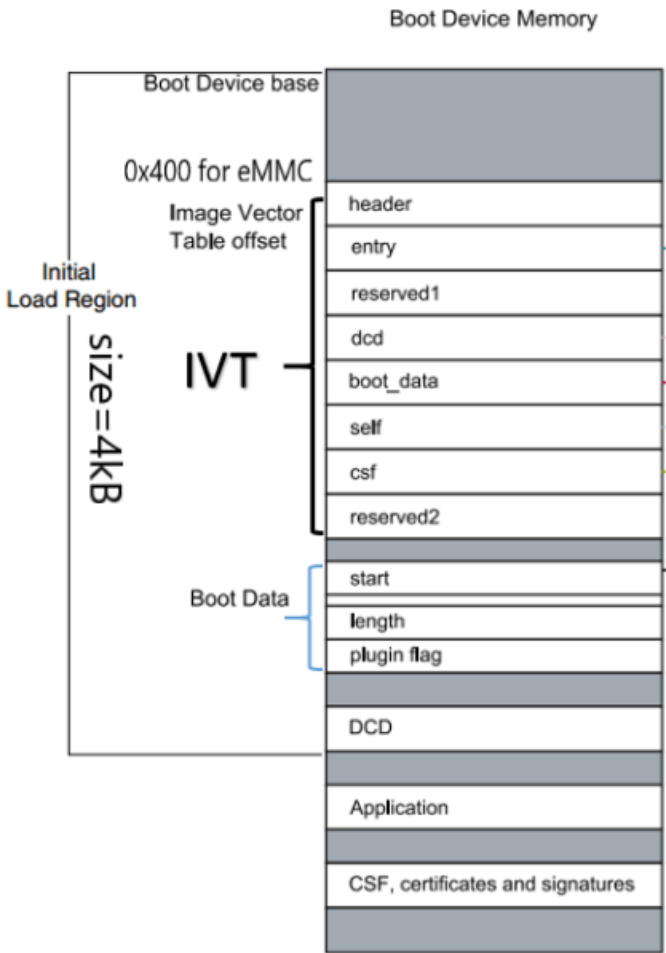 Boot Device Memory
Boot Device base
0x400 for eMMC
Image Vector
Table offset
header
entry
reserved1
Initial
Load Region
size=4kB
IVT
dcd
boot_data
self
csf
reserved2
Boot Data
start
length
plugin flag
DCD
Application
CSF, certificates and signatures